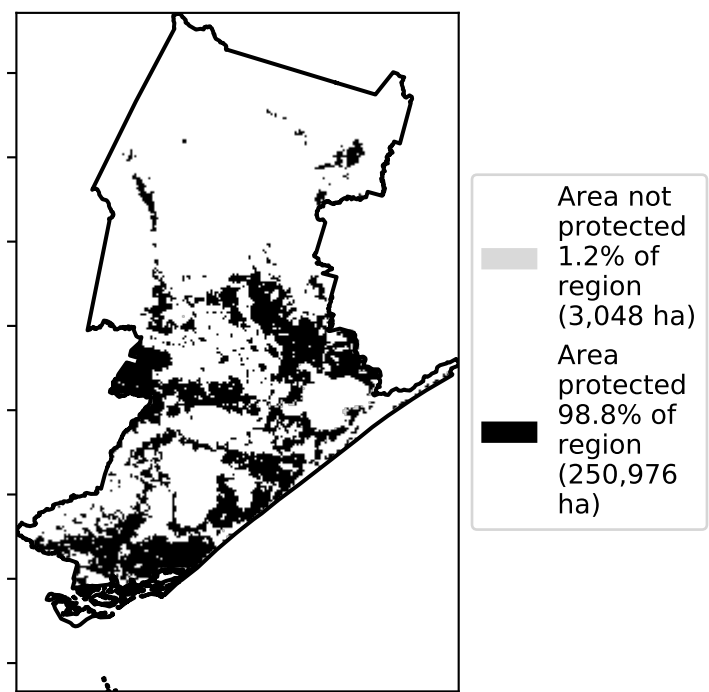 Area not
protected
1.2% of
region
(3,048 ha)
Area
protected
98.8% of
region
(250,976
ha)